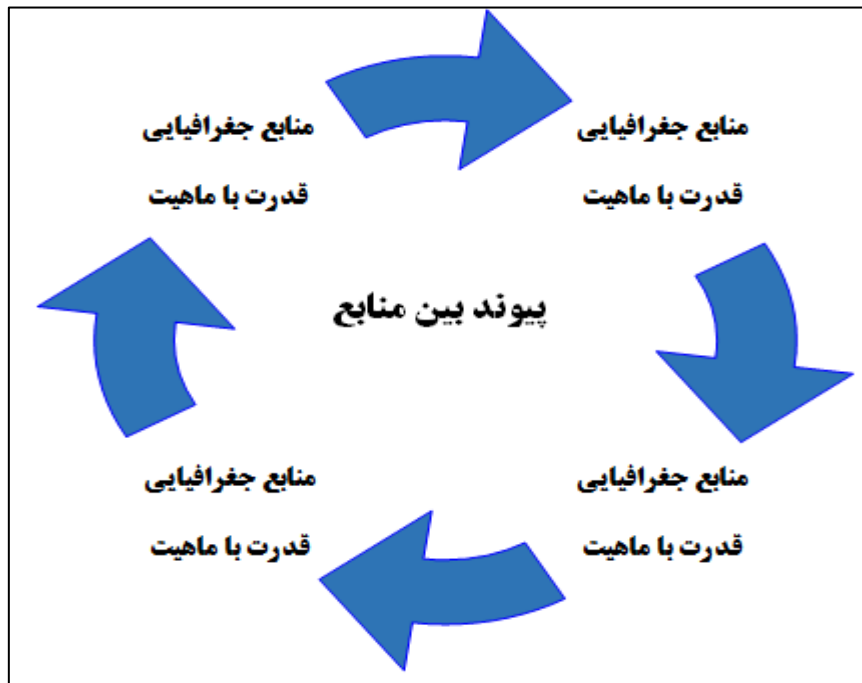 منابع جغرافیایی
قدرت با ماهیت
منابع جغرافیایی
قدرت با ماهیت
پیوند بین منابع
منابع جغرافیایی
قدرت با ماهیت
منابع جغرافیایی
قدرت با ماهیت